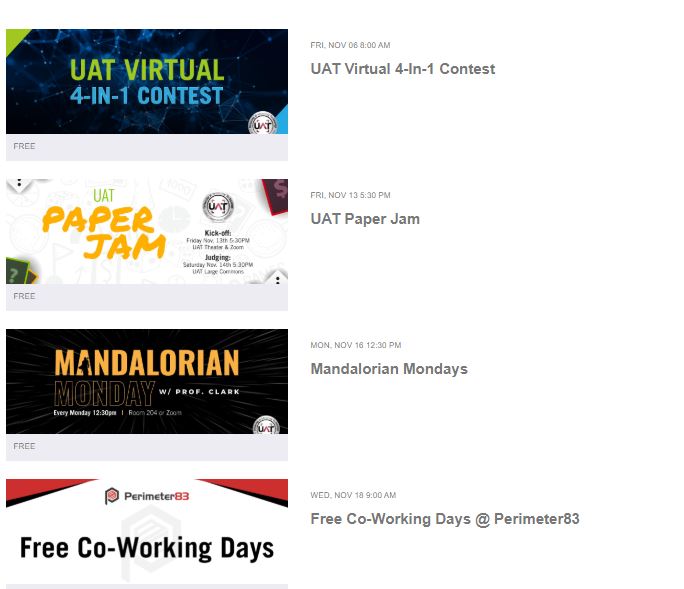 UAT VIRTUAL
4-IN-1 CONTEST
UAT
FREE
FRI, NOV 06 8:00 AM
UAT Virtual 4-In-1 Contest
UAT
PAPER
JAM
UAT
Kick-off:
Friday Nov. 13th 5:30PM
UAT Theater & Zoom
Judging:
Saturday Nov. 14th 5:30PM
UAT Large Commons
FREE
FRI, NOV 13 5:30 PM
UAT Paper Jam
MANDALORIAN
MONDAY W/ PROF. CLARK
Every Monday 12:30pm | Room 204 or Zoom
UAT
FREE
MON, NOV 16 12:30 PM
Mandalorian Mondays
Perimeter83
Free Co-Working Days
WED, NOV 18 9:00 AM
Free Co-Working Days @ Perimeter83